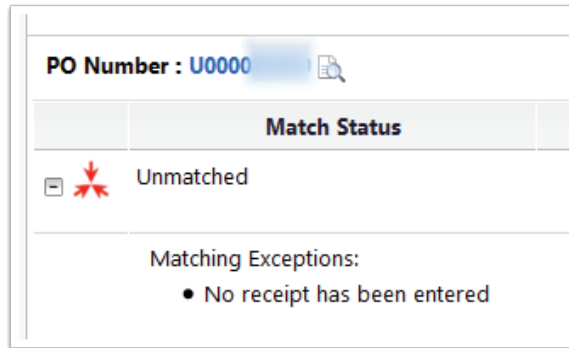 PO Number : U0000
Match Status
Unmatched
Matching Exceptions:
• No receipt has been entered